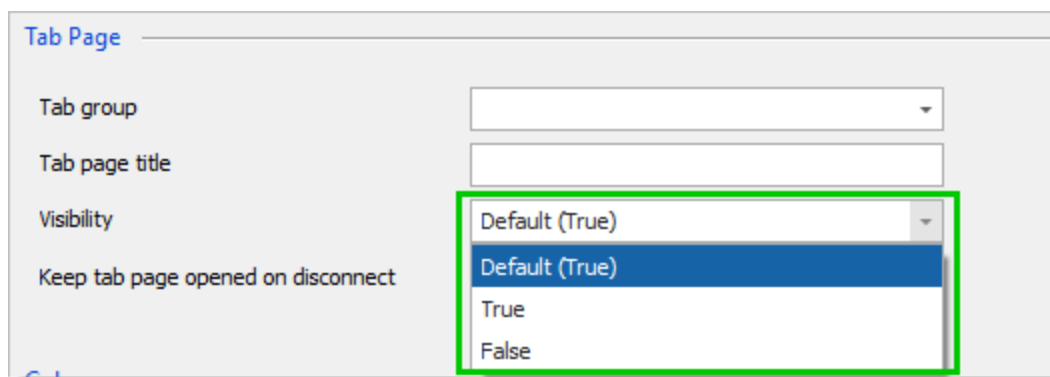 Tab Page
Tab group
Tab page title
Visibility
Default (True)
Default (True)
Keep tab page opened on disconnect
True
False